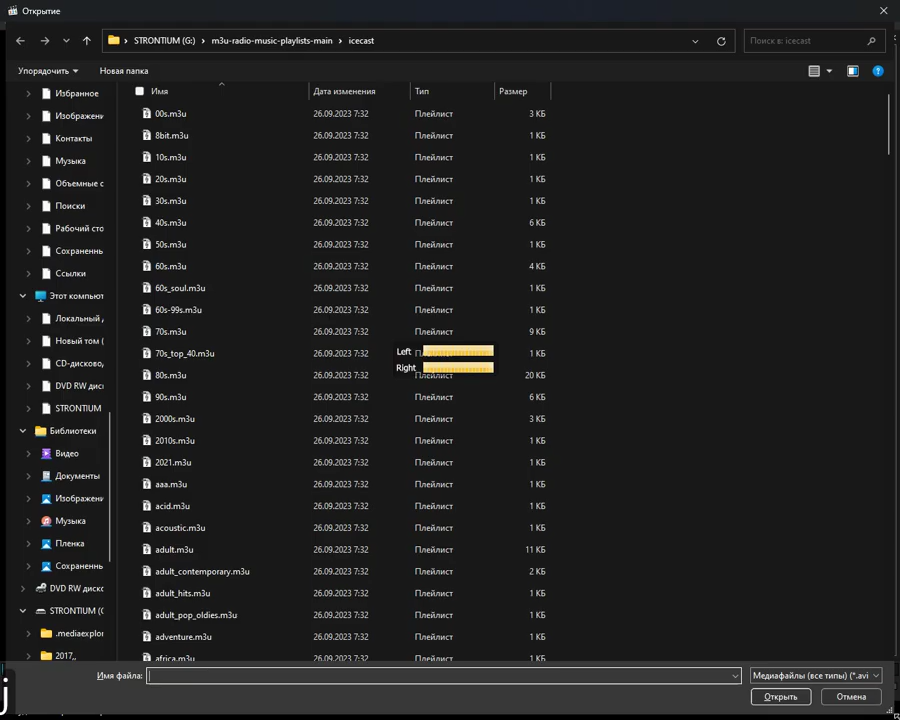 Открытие
STRONTIUM (G:) › m3u-radio-music-playlists-main › icecast
Поиск в: icecast
Упорядочить Новая папка
Имя Дата изменения Тип Размер
Избранное
Изображени
Контакты
Музыка
Объемные с
Поиски
Рабочий сто
Сохраненны
Ссылки
Этот компьют
Локальный д
Новый том (
CD-дисковод
DVD RW диск
STRONTIUM
Библиотеки
Видео
Документы
Изображени
Музыка
Пленка
Сохраненны
DVD RW диско
STRONTIUM (
.mediaexplor
2017,,
00s.m3u 26.09.2023 7:32 Плейлист 3 КБ
8bit.m3u 26.09.2023 7:32 Плейлист 1 КБ
10s.m3u 26.09.2023 7:32 Плейлист 1 КБ
20s.m3u 26.09.2023 7:32 Плейлист 1 КБ
30s.m3u 26.09.2023 7:32 Плейлист 1 КБ
40s.m3u 26.09.2023 7:32 Плейлист 6 КБ
50s.m3u 26.09.2023 7:32 Плейлист 1 КБ
60s.m3u 26.09.2023 7:32 Плейлист 4 КБ
60s_soul.m3u 26.09.2023 7:32 Плейлист 1 КБ
60s-99s.m3u 26.09.2023 7:32 Плейлист 1 КБ
70s.m3u 26.09.2023 7:32 Плейлист 9 КБ
70s_top_40.m3u 26.09.2023 7:32 1 КБ
80s.m3u 26.09.2023 7:32 Плейлист 20 КБ
90s.m3u 26.09.2023 7:32 Плейлист 6 КБ
2000s.m3u 26.09.2023 7:32 Плейлист 3 КБ
2010s.m3u 26.09.2023 7:32 Плейлист 1 КБ
2021.m3u 26.09.2023 7:32 Плейлист 1 КБ
aaa.m3u 26.09.2023 7:32 Плейлист 1 КБ
acid.m3u 26.09.2023 7:32 Плейлист 1 КБ
acoustic.m3u 26.09.2023 7:32 Плейлист 1 КБ
adult.m3u 26.09.2023 7:32 Плейлист 11 КБ
adult_contemporary.m3u 26.09.2023 7:32 Плейлист 2 КБ
adult_hits.m3u 26.09.2023 7:32 Плейлист 1 КБ
adult_pop_oldies.m3u 26.09.2023 7:32 Плейлист 1 КБ
adventure.m3u 26.09.2023 7:32 Плейлист 1 КБ
africa.m3u 26.09.2023 7:32 Плейлист 1 КБ
Left
Right
j
Имя файла: Медиафайлы (все типы) (*.avi
Открыть Отмена